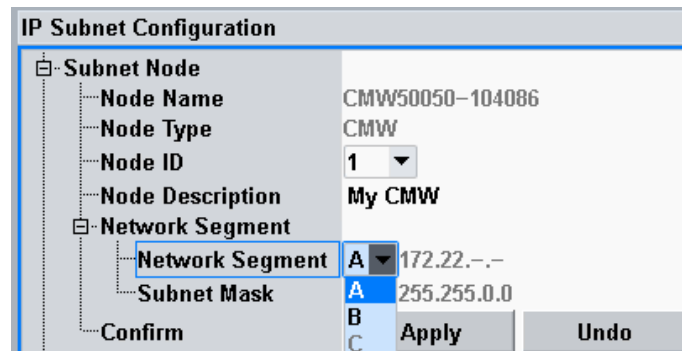 IP Subnet Configuration
Subnet Node
Node Name CMW50050-104086
Node Type CMW
Node ID 1
Node Description My CMW
Network Segment
Network Segment A 172.22.-.-
Subnet Mask A 255.255.0.0
B
Confirm Apply Undo
C